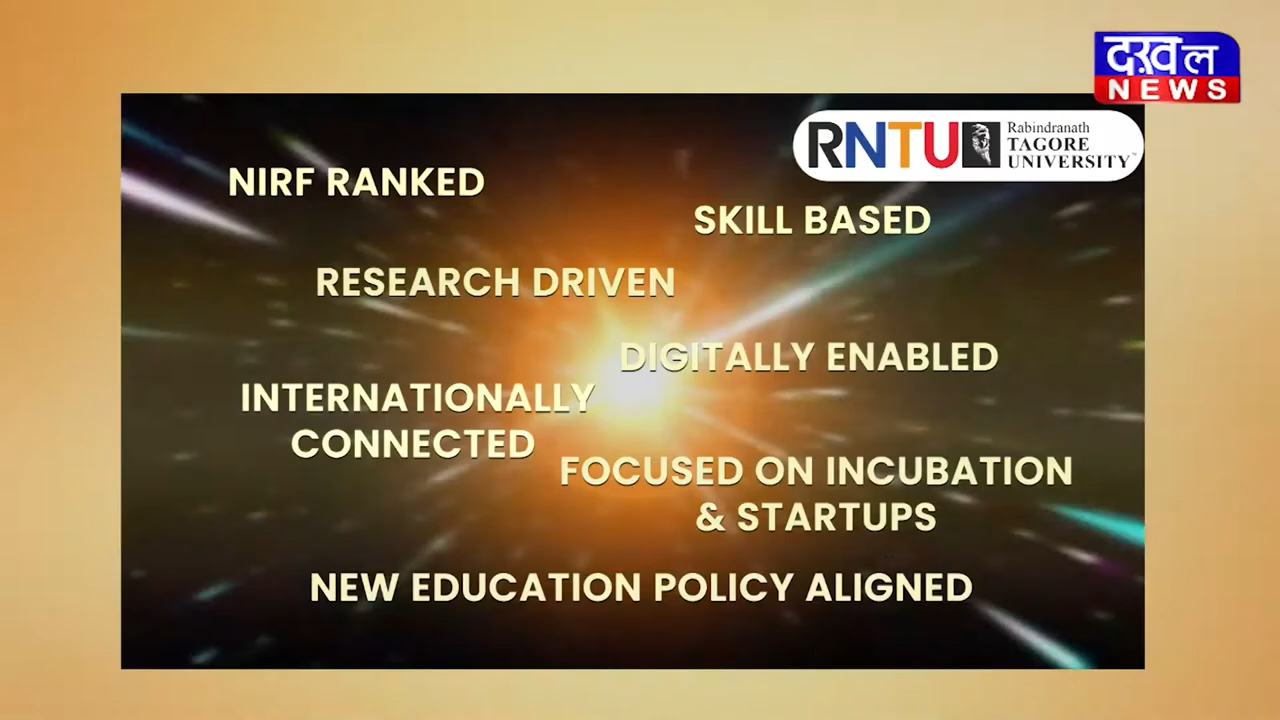 दख़ल
NEWS
RNTU
Rabindranath
TAGORE
UNIVERSITY™
NIRF RANKED
SKILL BASED
RESEARCH DRIVEN
DIGITALLY ENABLED
INTERNATIONALLY
CONNECTED
FOCUSED ON INCUBATION
& STARTUPS
NEW EDUCATION POLICY ALIGNED